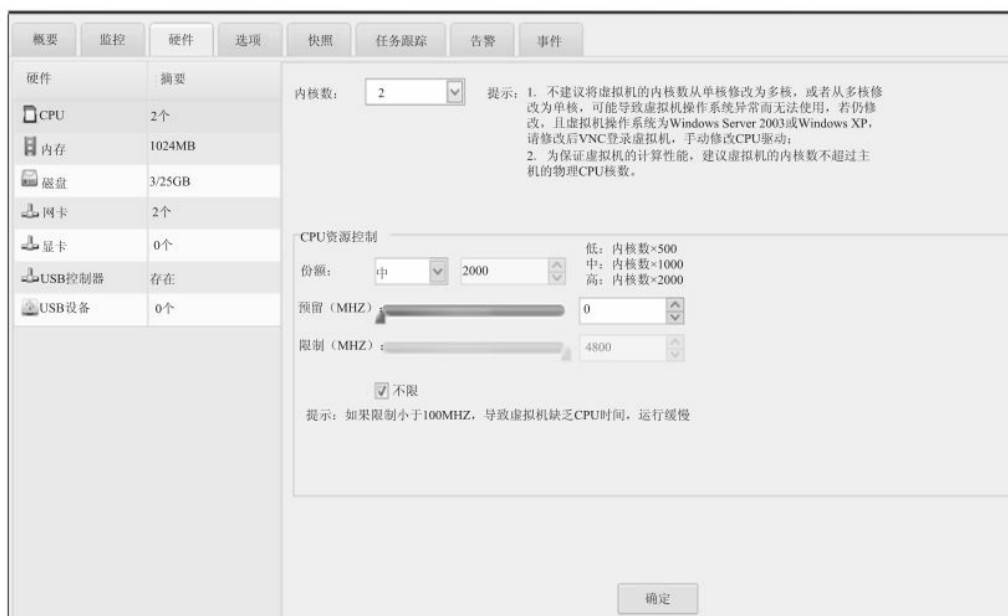 概要 监控 硬件 选项 快照 任务跟踪 告警 事件
硬件 摘要
CPU 2个
内存 1024MB
磁盘 3/25GB
网卡 2个
显卡 0个
USB控制器 存在
USB设备 0个
内核数: 2
提示: 1. 不建议将虚拟机的内核数从单核修改为多核，或者从多核修
改为单核，可能导致虚拟机操作系统异常而无法使用，若仍修
改，且虚拟机操作系统为Windows Server 2003或Windows XP，
请修改后VNC登录虚拟机，手动修改CPU驱动；
2. 为保证虚拟机的计算性能，建议虚拟机的内核数不超过主
机的物理CPU核数。
CPU资源控制
份额: 中 2000
低: 内核数×500
中: 内核数×1000
高: 内核数×2000
预留（MHZ）: 0
限制（MHZ）: 4800
不限
提示: 如果限制小于100MHZ，导致虚拟机缺乏CPU时间，运行缓慢
确定